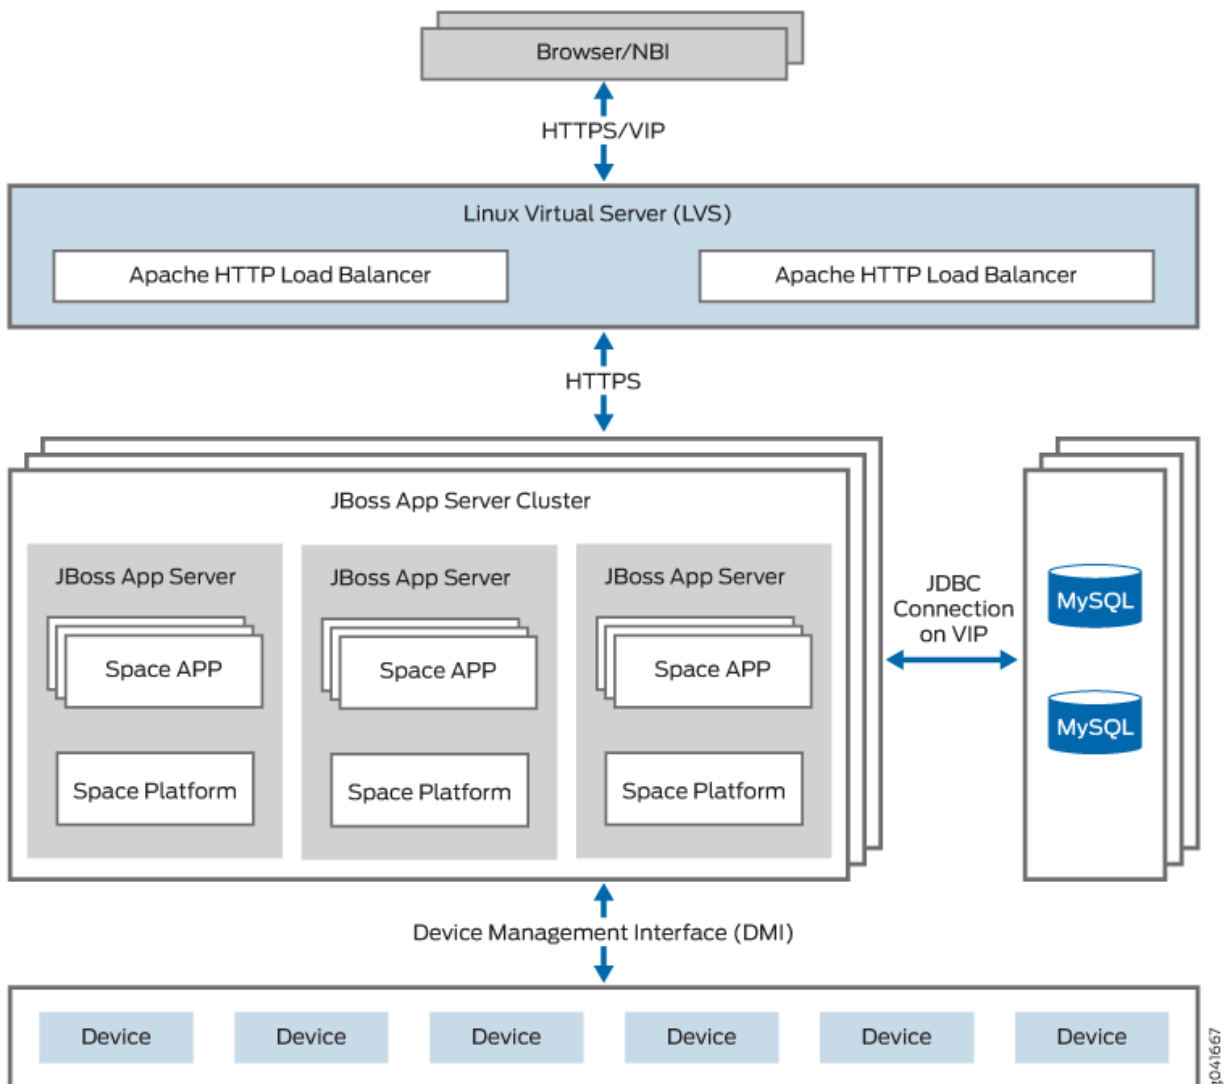 Browser/NBI
HTTPS/VIP
Linux Virtual Server (LVS)
Apache HTTP Load Balancer
Apache HTTP Load Balancer
HTTPS
JBoss App Server Cluster
JBoss App Server
Space APP
Space Platform
JBoss App Server
Space APP
Space Platform
JBoss App Server
Space APP
Space Platform
JDBC
Connection
on VIP
MySQL
MySQL
Device Management Interface (DMI)
Device
Device
Device
Device
Device
Device
g041667